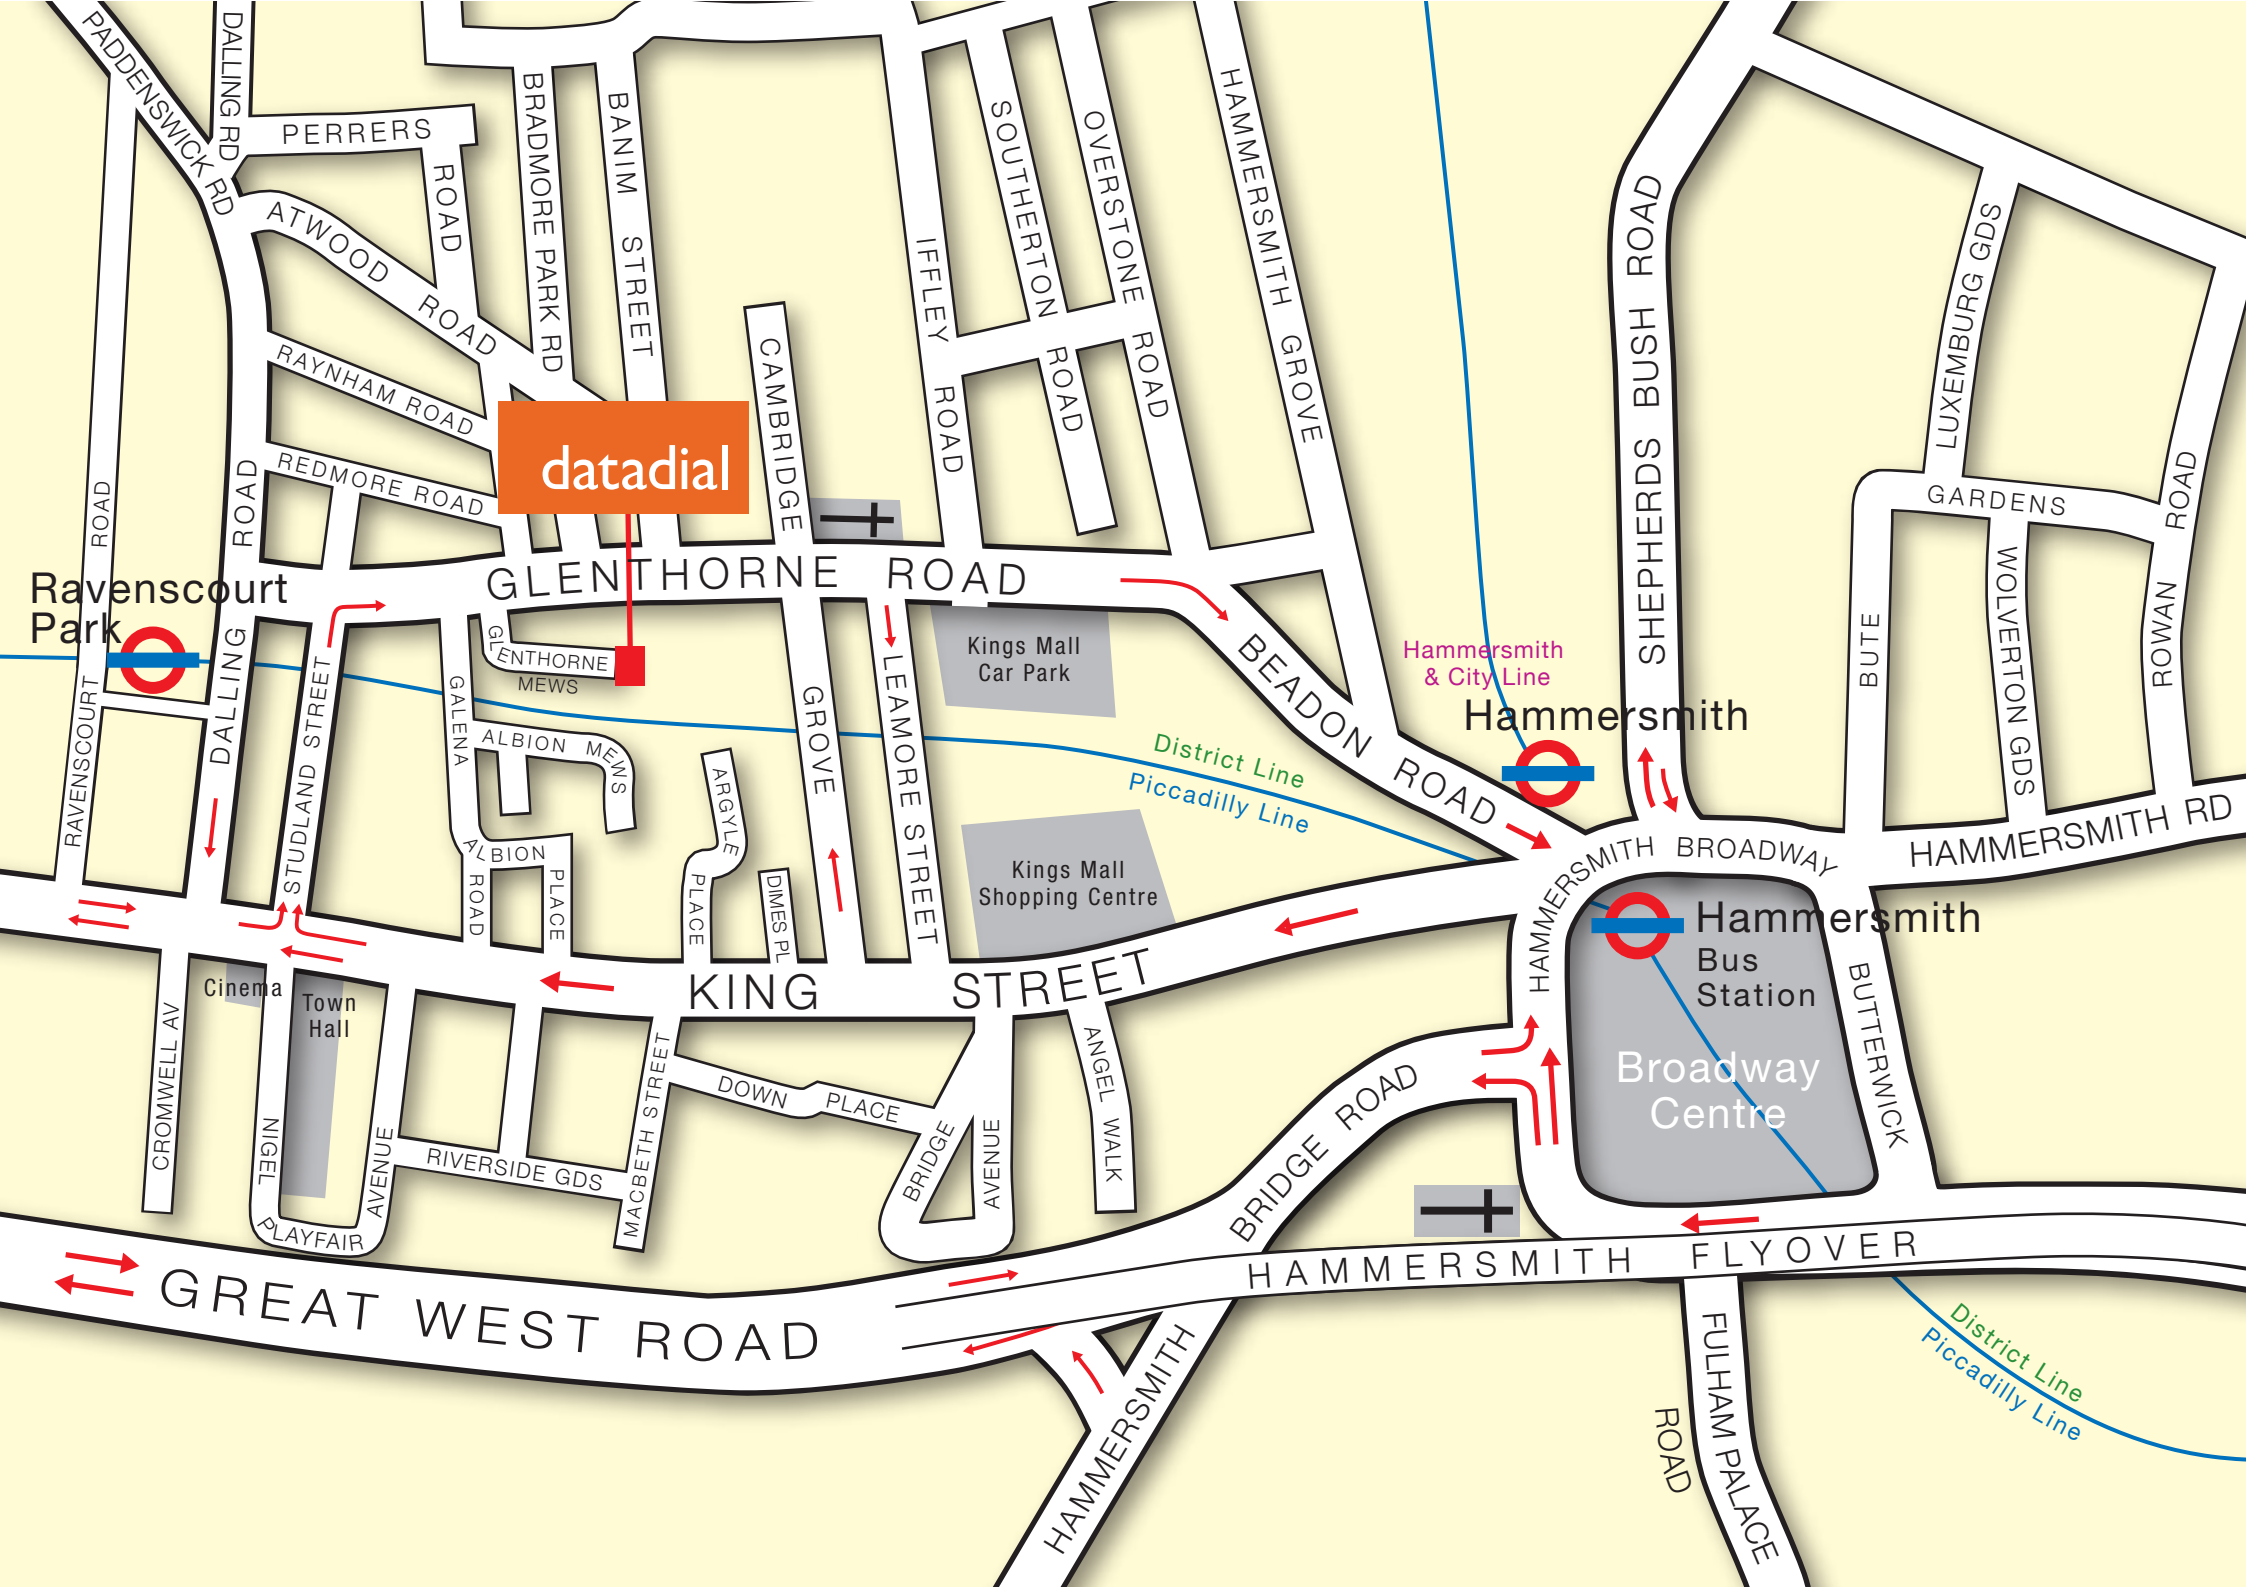 PADDENSWICK RD
DALLING RD
PERRERS
ROAD
ATWOOD
ROAD
BRADMORE PARK RD
BANIM
STREET
RAYNHAM ROAD
REDMORE ROAD
datadial
CAMBRIDGE
GROVE
IFFLEY
ROAD
SOUTHERTON
ROAD
OVERSTONE
ROAD
HAMMERSMITH
GROVE
SHEPHERDS
BUSH
ROAD
LUXEMBURG GDS
BUTE
GARDENS
WOLVERTON GDS
ROWAN
ROAD
Ravenscourt
Park
RAVENSCOURT
ROAD
DALLING
ROAD
STUDLAND STREET
GLENTHORNE
ROAD
GLENTHORNE
MEWS
GALENA
ROAD
ALBION MEWS
ALBION
PLACE
ARGYLE
PLACE
DIMES PL
LEAMORE STREET
Kings Mall
Car Park
BEADON
ROAD
Hammersmith
& City Line
Hammersmith
District Line
Piccadilly Line
Kings Mall
Shopping Centre
HAMMERSMITH BROADWAY
HAMMERSMITH RD
HAMMERSMITH
Hammersmith
Bus
Station
Broadway
Centre
BUTTERWICK
KING
STREET
Cinema
Town
Hall
CROMWELL AV
NIGEL
PLAYFAIR
AVENUE
RIVERSIDE GDS
MACBETH STREET
DOWN
PLACE
BRIDGE
AVENUE
ANGEL WALK
BRIDGE ROAD
GREAT WEST ROAD
HAMMERSMITH FLYOVER
HAMMERSMITH
FULHAM PALACE
ROAD
District Line
Piccadilly Line